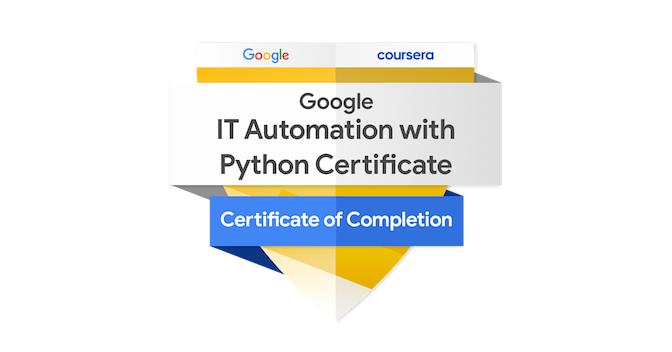 Google coursera
Google
IT Automation with
Python Certificate
Certificate of Completion